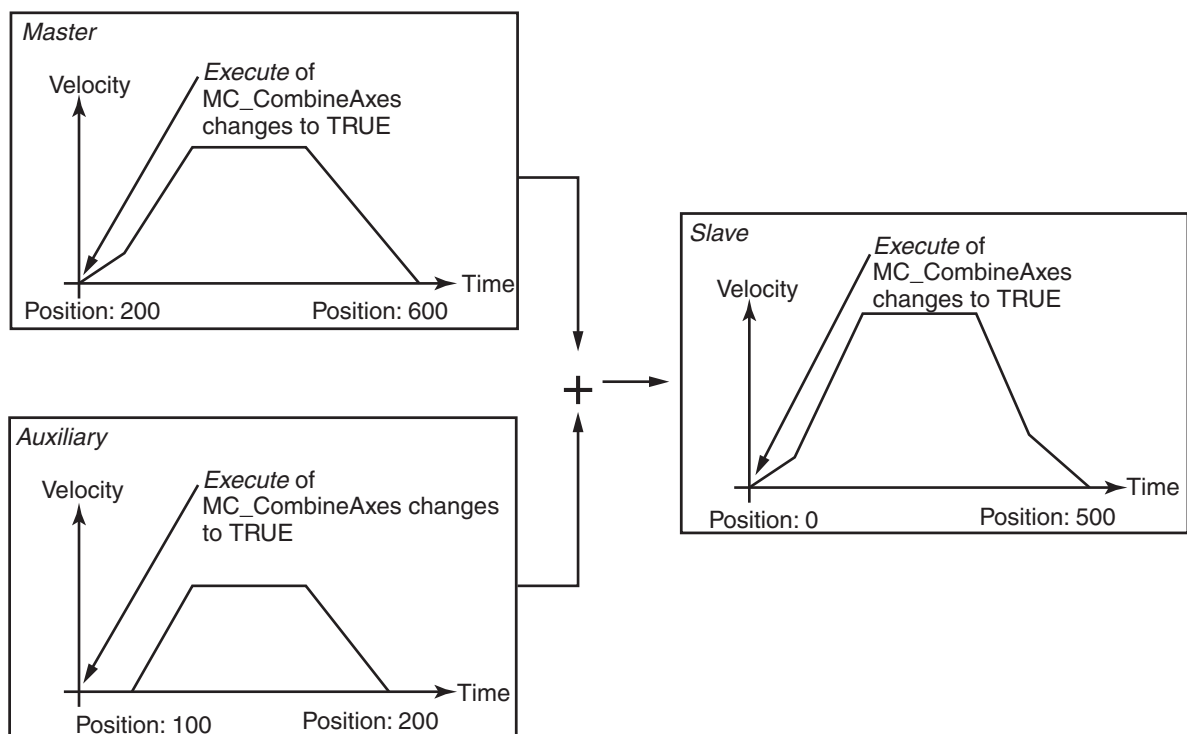 Master
Velocity
Execute of
MC_CombineAxes
changes to TRUE
Time
Position: 200
Position: 600
+
Auxiliary
Velocity
Execute of
MC_CombineAxes changes
to TRUE
Time
Position: 100
Position: 200
Slave
Velocity
Execute of
MC_CombineAxes
changes to TRUE
Time
Position: 0
Position: 500